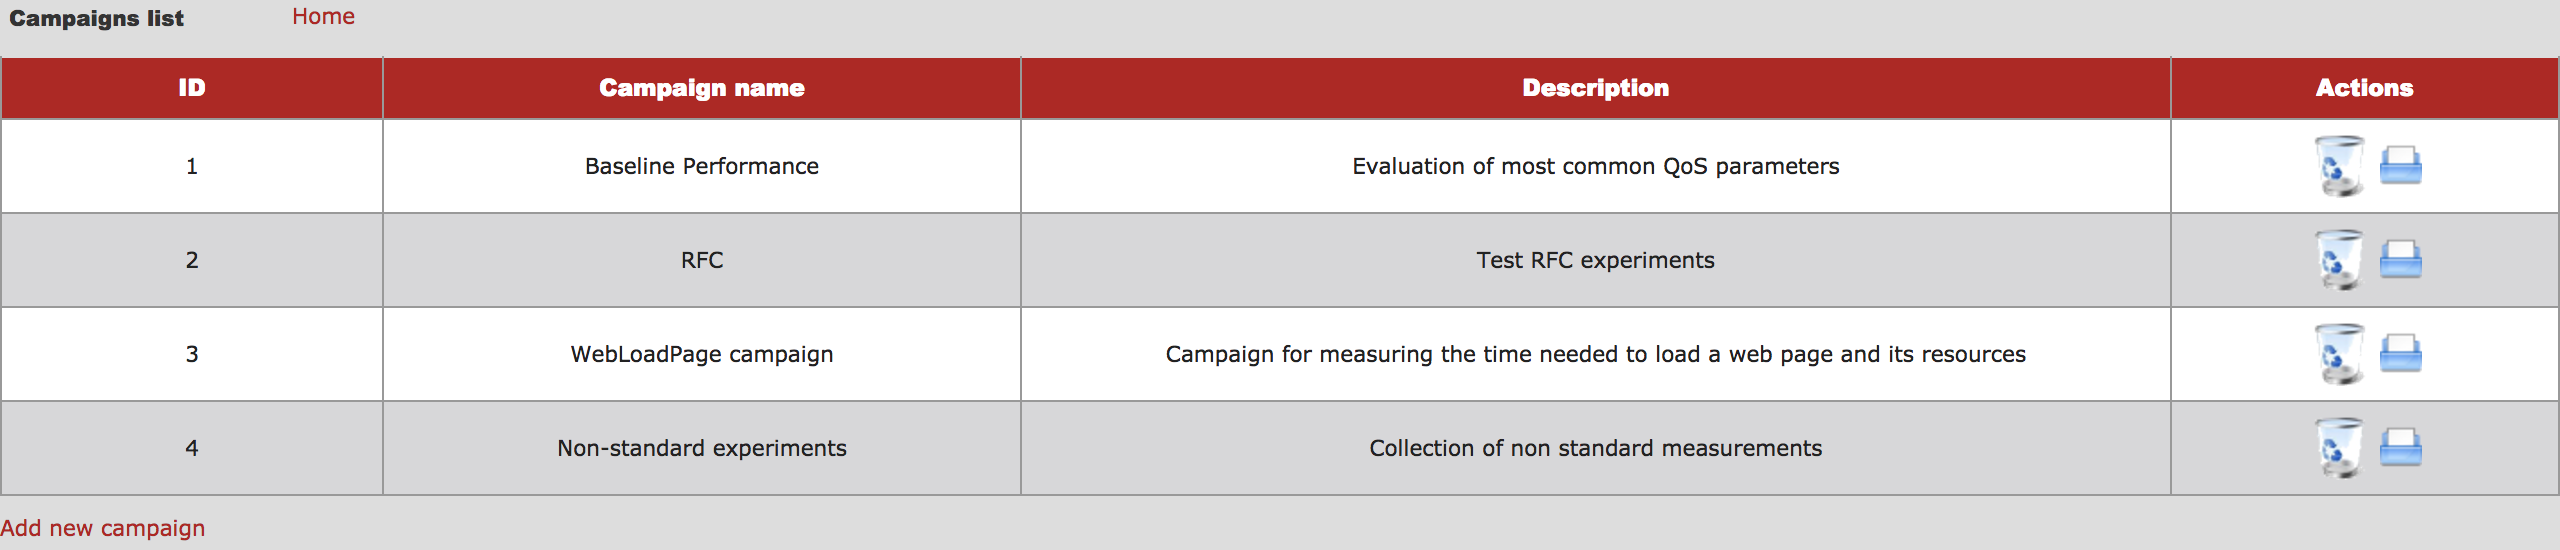 Campaigns list Home
ID Campaign name Description Actions
1 Baseline Performance Evaluation of most common QoS parameters
2 RFC Test RFC experiments
3 WebLoadPage campaign Campaign for measuring the time needed to load a web page and its resources
4 Non-standard experiments Collection of non standard measurements
Add new campaign